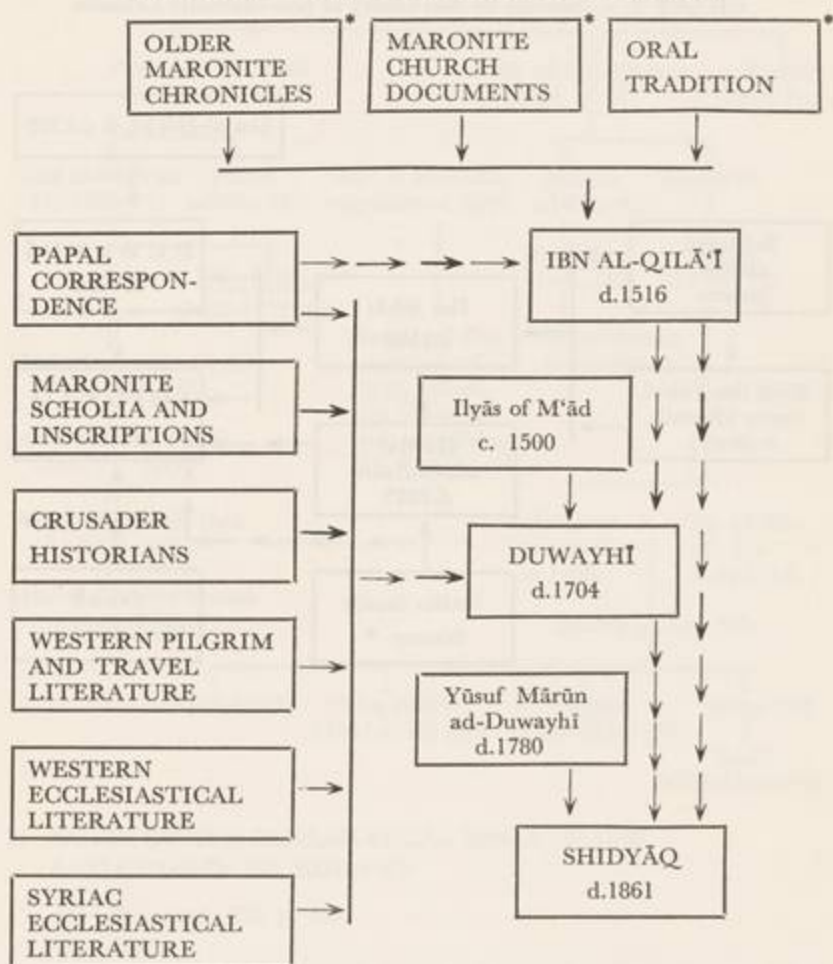 OLDER
MARONITE
CHRONICLES
*
MARONITE
CHURCH
DOCUMENTS
*
ORAL
TRADITION
*
PAPAL
CORRESPON-
DENCE
IBN AL-QILĀ‘Ī
d.1516
MARONITE
SCHOLIA AND
INSCRIPTIONS
Ilyās of M‘ād
c. 1500
CRUSADER
HISTORIANS
DUWAYHĪ
d.1704
WESTERN PILGRIM
AND TRAVEL
LITERATURE
Yūsuf Mārūn
ad-Duwayhī
d.1780
WESTERN
ECCLESIASTICAL
LITERATURE
SHIDYĀQ
d.1861
SYRIAC
ECCLESIASTICAL
LITERATURE